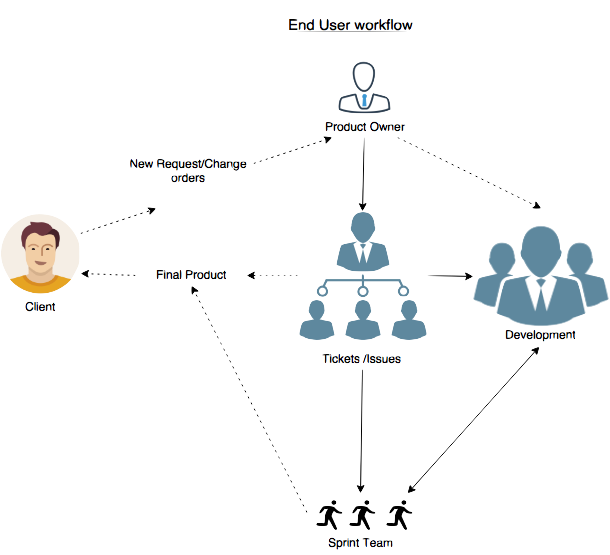 End User workflow
Product Owner
New Request/Change
orders
Final Product
Client
Tickets /Issues
Development
Sprint Team